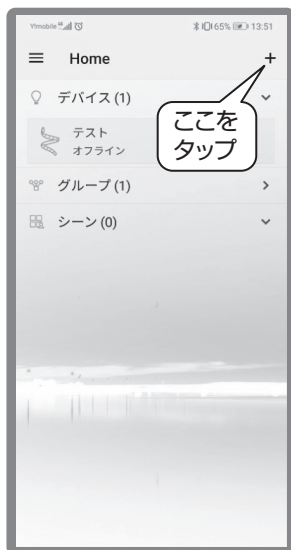 Y!mobile 65% 13:51
Home +
デバイス (1)
テスト
オフライン
ここを
タップ
グループ (1)
シーン (0)